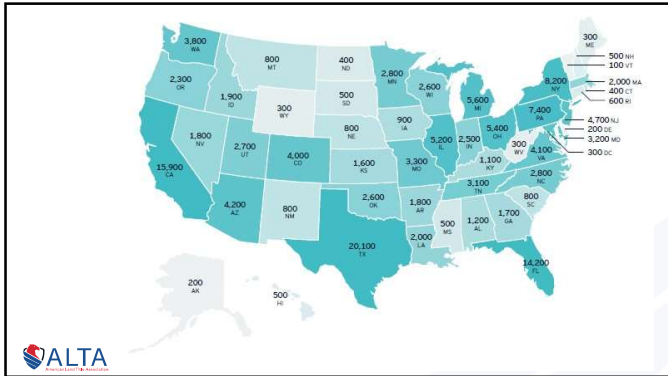 3,800
WA
2,300
OR
15,900
CA
1,800
NV
1,900
ID
800
MT
300
WY
2,700
UT
4,200
AZ
4,000
CO
800
NM
400
ND
500
SD
800
NE
1,600
KS
2,600
OK
20,100
TX
2,800
MN
900
IA
3,300
MO
1,800
AR
2,000
LA
2,600
WI
5,200
IL
5,600
MI
2,500
IN
5,400
OH
1,100
KY
3,100
TN
500
MS
1,200
AL
1,700
GA
14,200
FL
800
SC
2,800
NC
4,100
VA
300
WV
7,400
PA
8,200
NY
300
ME
500 NH
100 VT
2,000 MA
400 CT
600 RI
4,700 NJ
200 DE
3,200 MD
300 DC
200
AK
500
HI
ALTA
American Land Title Association